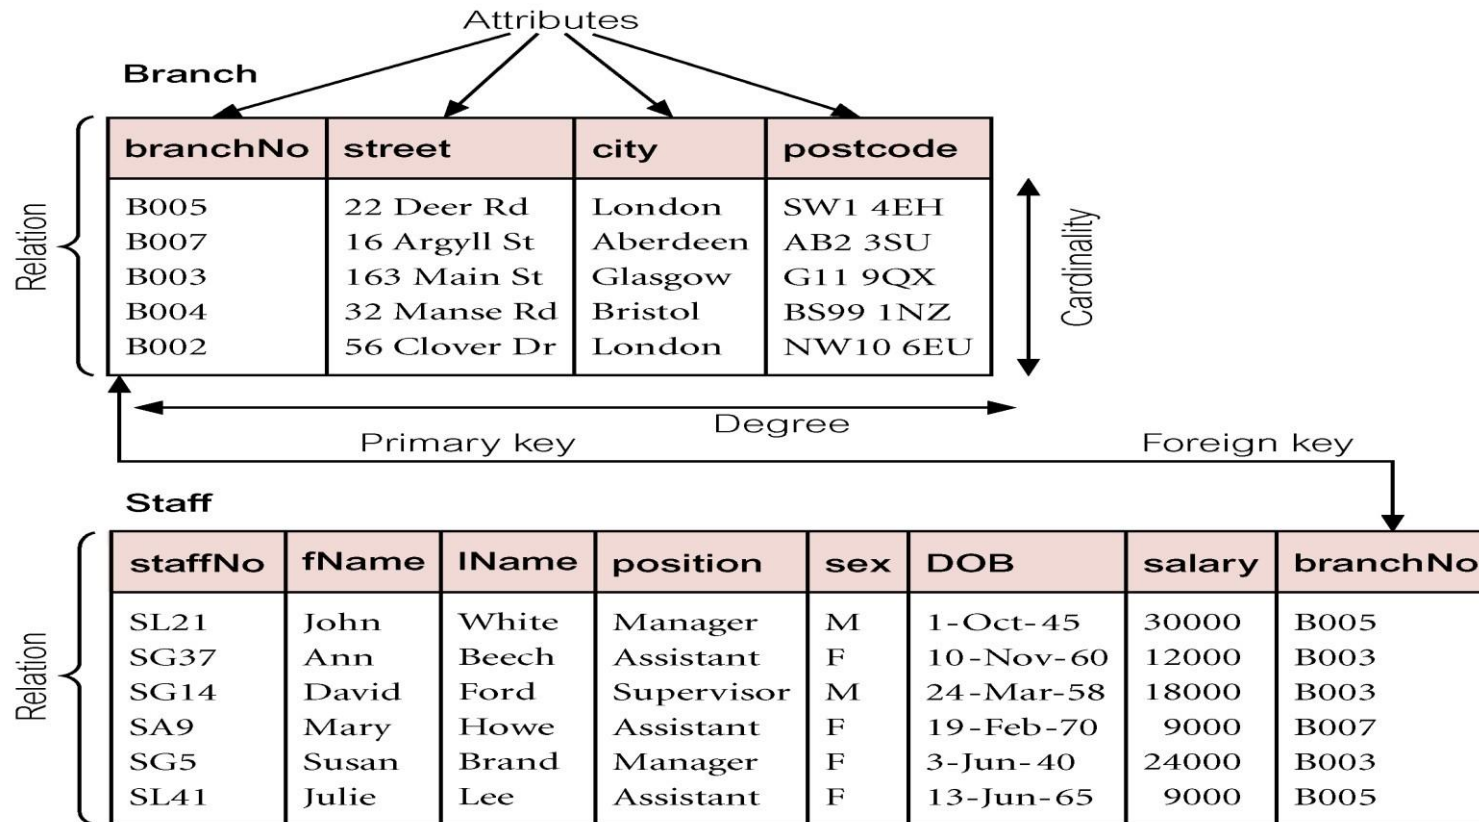 Attributes
Branch
branchNo street city postcode
B005 22 Deer Rd London SW1 4EH
B007 16 Argyll St Aberdeen AB2 3SU
B003 163 Main St Glasgow G11 9QX
B004 32 Manse Rd Bristol BS99 1NZ
B002 56 Clover Dr London NW10 6EU
Relation
Cardinality
Degree
Primary key Foreign key
Staff
staffNo fName lName position sex DOB salary branchNo
SL21 John White Manager M 1-Oct-45 30000 B005
SG37 Ann Beech Assistant F 10-Nov-60 12000 B003
SG14 David Ford Supervisor M 24-Mar-58 18000 B003
SA9 Mary Howe Assistant F 19-Feb-70 9000 B007
SG5 Susan Brand Manager F 3-Jun-40 24000 B003
SL41 Julie Lee Assistant F 13-Jun-65 9000 B005
Relation